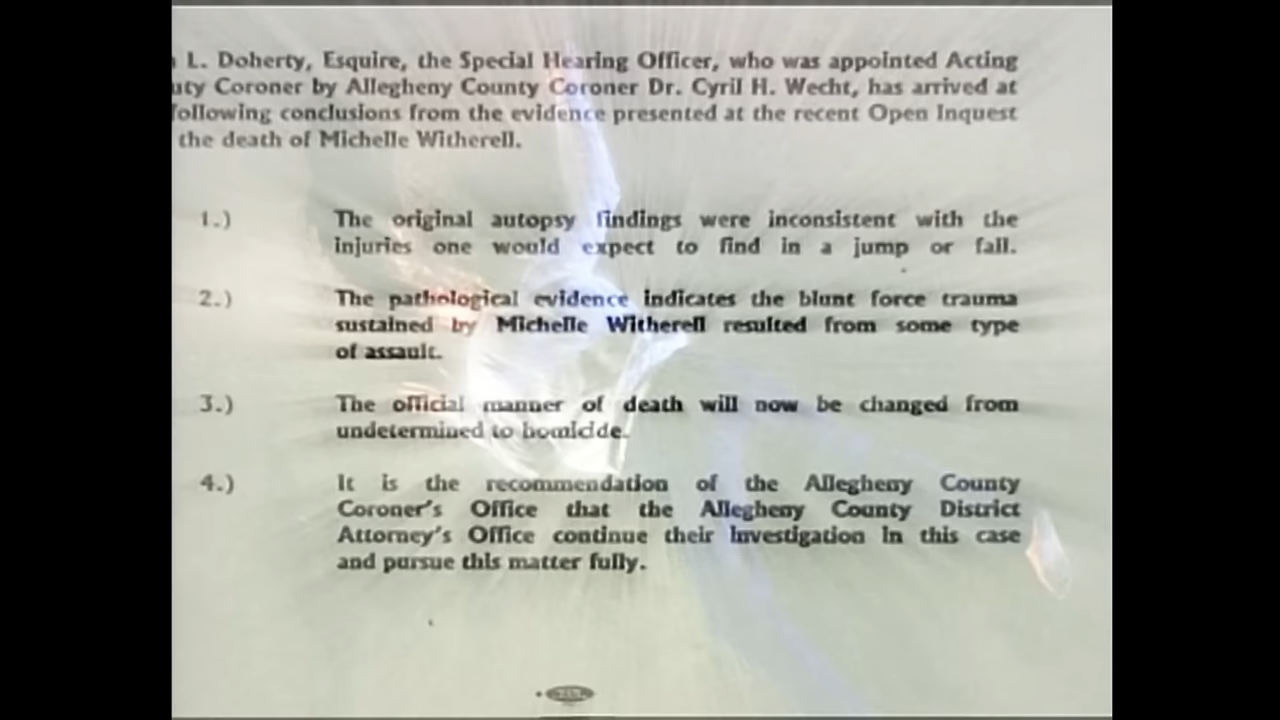 L. Doherty, Esquire, the Special Hearing Officer, who was appointed Acting
uty Coroner by Allegheny County Coroner Dr. Cyril H. Wecht, has arrived at
following conclusions from the evidence presented at the recent Open Inquest
the death of Michelle Witherell.
1.) The original autopsy findings were inconsistent with the
injuries one would expect to find in a jump or fall.
2.) The pathological evidence indicates the blunt force trauma
sustained by Michelle Witherell resulted from some type
of assault.
3.) The official manner of death will now be changed from
undetermined to homicide.
4.) It is the recommendation of the Allegheny County
Coroner's Office that the Allegheny County District
Attorney's Office continue their investigation in this case
and pursue this matter fully.